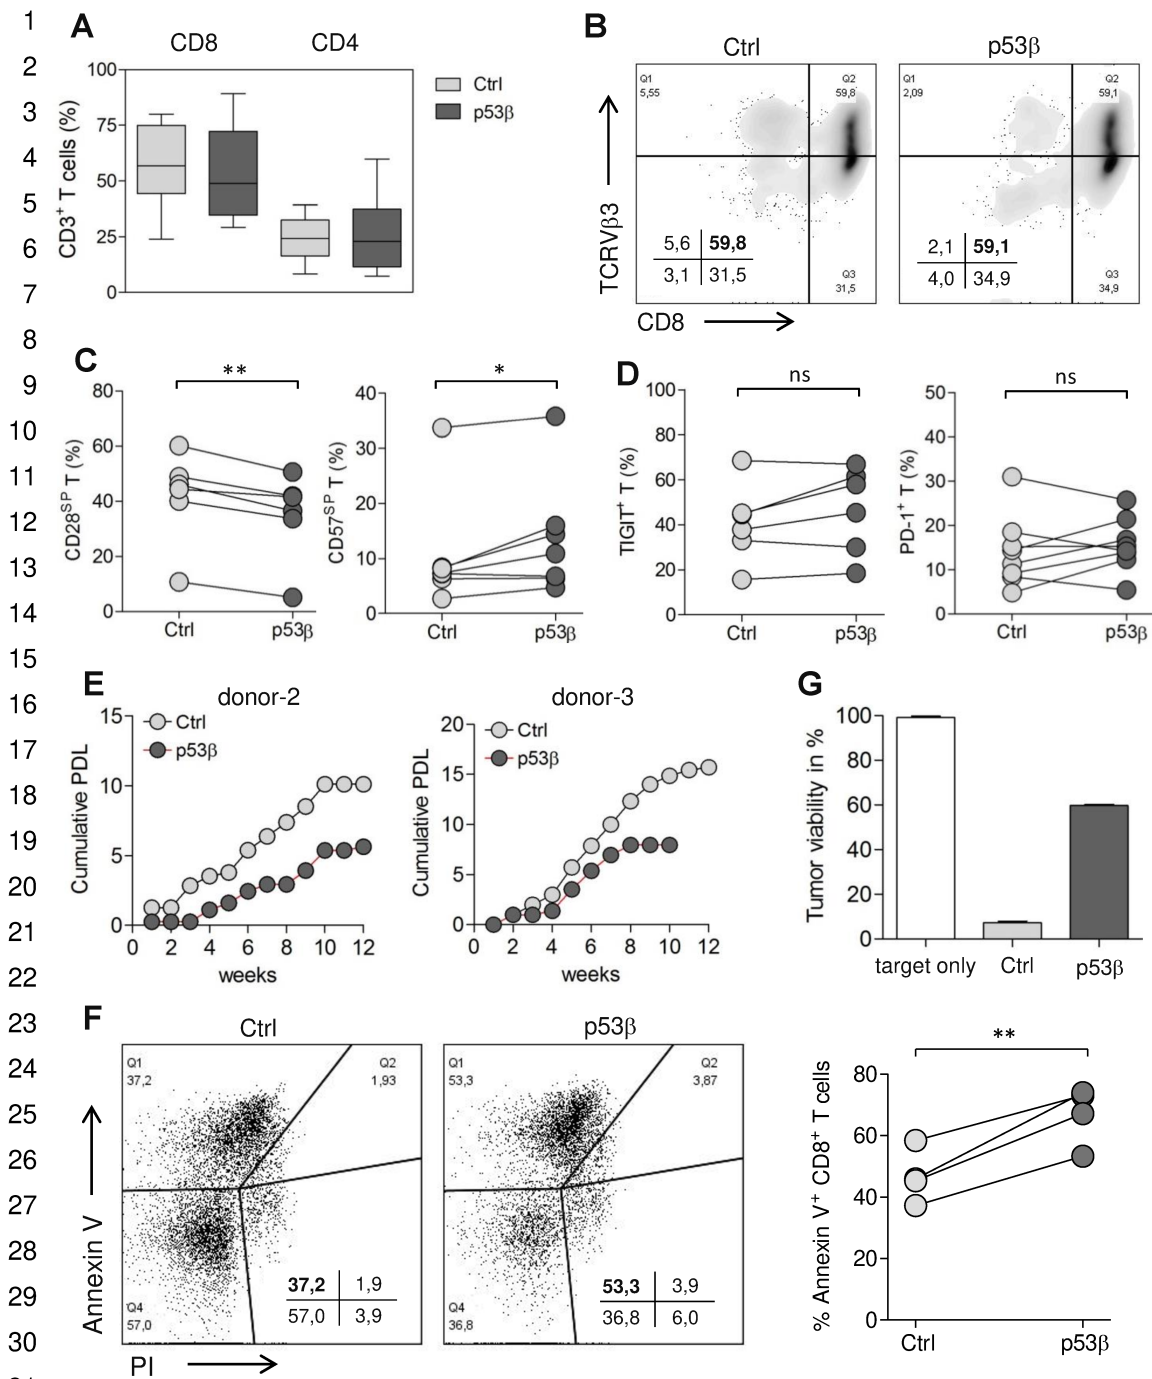 1
2
3
4
5
6
7
8
9
10
11
12
13
14
15
16
17
18
19
20
21
22
23
24
25
26
27
28
29
30
A
CD8 CD4
CD3+ T cells (%)
100
75
50
25
0
Ctrl
p53β
B
Ctrl
p53β
TCRVβ3
Q1
5,55
Q2
59,8
5,6 59,8
3,1 31,5
Q3
31,5
Q1
2,09
Q2
59,1
2,1 59,1
4,0 34,9
Q3
34,9
CD8
C
**
CD28SP T (%)
80
60
40
20
0
Ctrl p53β
*
CD57SP T (%)
40
30
20
10
0
Ctrl p53β
D
ns
TIGIT+ T (%)
100
80
60
40
20
0
Ctrl p53β
ns
PD-1+ T (%)
50
40
30
20
10
0
Ctrl p53β
E
donor-2
Ctrl
p53β
Cumulative PDL
15
10
5
0
0 2 4 6 8 10 12
weeks
donor-3
Ctrl
p53β
Cumulative PDL
20
15
10
5
0
0 2 4 6 8 10 12
weeks
G
Tumor viability in %
100
80
60
40
20
0
target only Ctrl p53β
F
Ctrl
p53β
Annexin V
Q1
37,2
Q2
1,93
37,2 1,9
57,0 3,9
Q4
57,0
Q1
53,3
Q2
3,87
53,3 3,9
36,8 6,0
Q4
36,8
PI
**
% Annexin V+ CD8+ T cells
80
60
40
20
0
Ctrl p53β